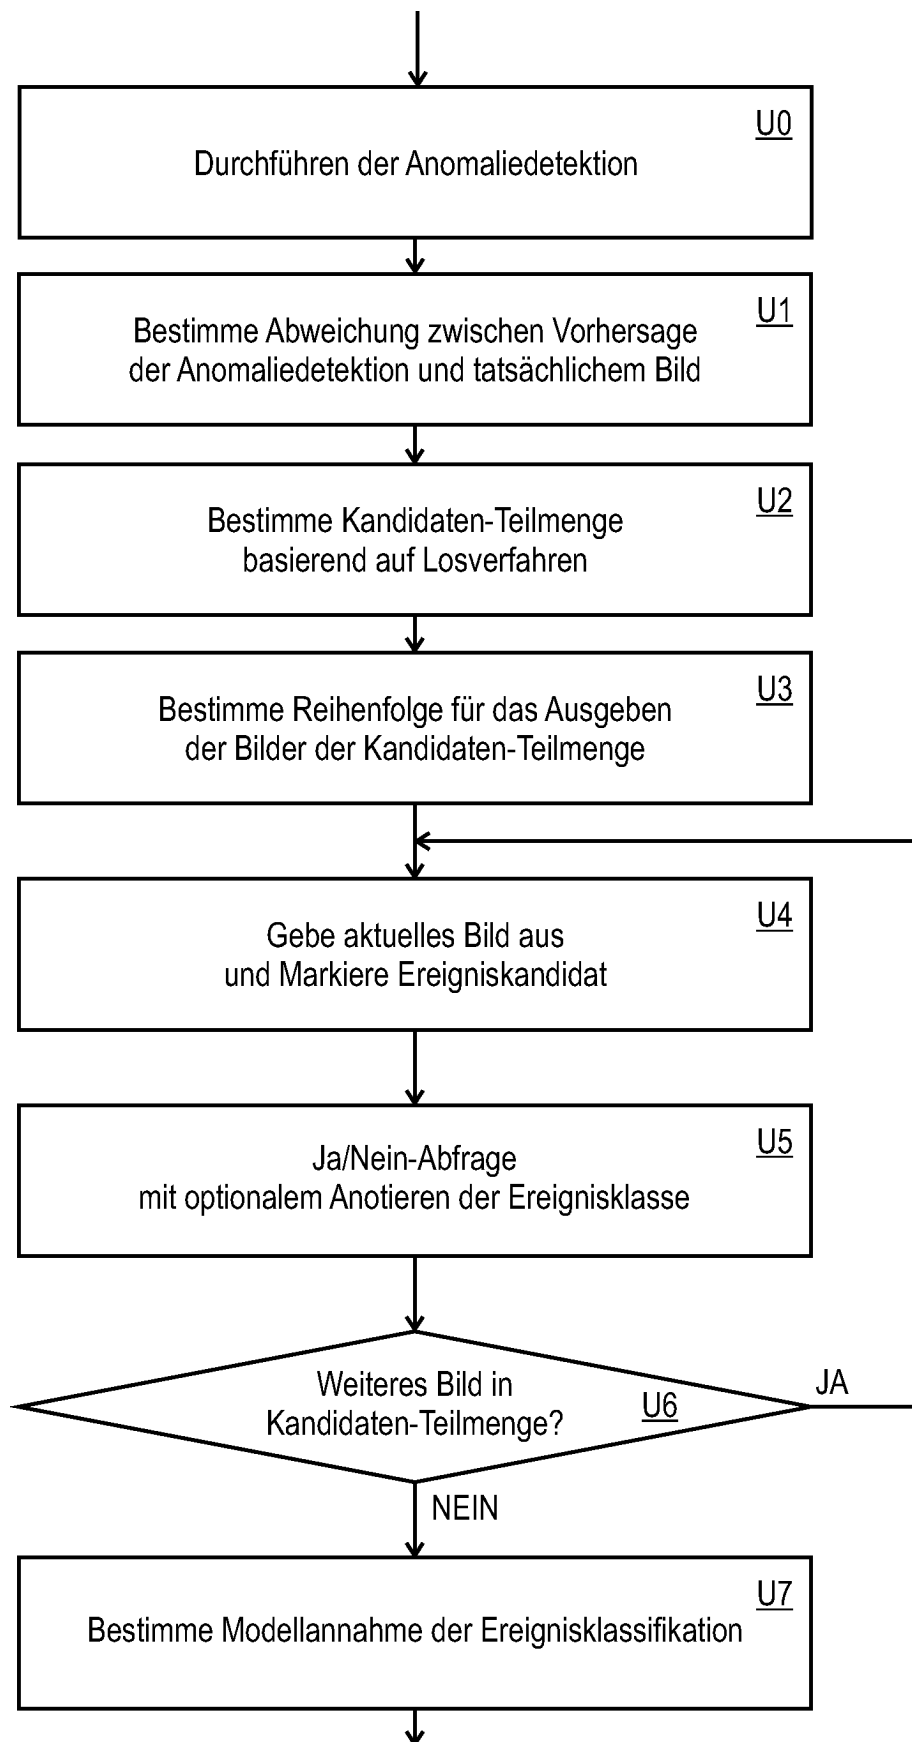 U0
Durchführen der Anomaliedetektion
U1
Bestimme Abweichung zwischen Vorhersage
der Anomaliedetektion und tatsächlichem Bild
U2
Bestimme Kandidaten-Teilmenge
basierend auf Losverfahren
U3
Bestimme Reihenfolge für das Ausgeben
der Bilder der Kandidaten-Teilmenge
U4
Gebe aktuelles Bild aus
und Markiere Ereigniskandidat
U5
Ja/Nein-Abfrage
mit optionalem Anotieren der Ereignisklasse
Weiteres Bild in
Kandidaten-Teilmenge?
U6
JA
NEIN
U7
Bestimme Modellannahme der Ereignisklassifikation